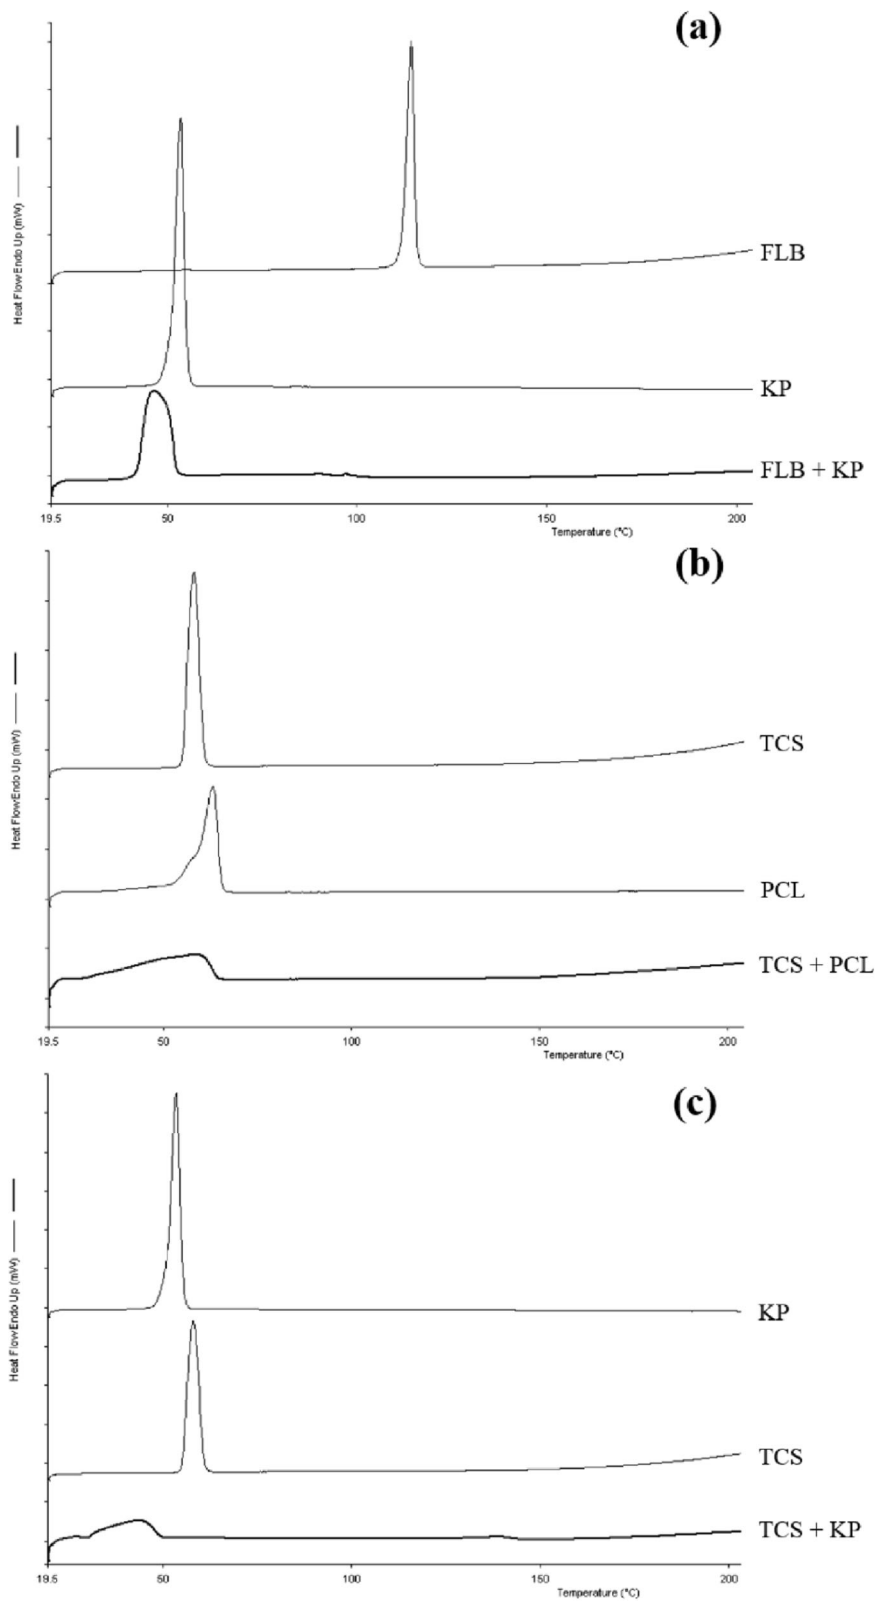 (a)
Heat Flow Endo Up (mW)
FLB
KP
FLB + KP
19.5 50 100 150 200
Temperature (°C)
(b)
Heat Flow Endo Up (mW)
TCS
PCL
TCS + PCL
19.5 50 100 150 200
Temperature (°C)
(c)
Heat Flow Endo Up (mW)
KP
TCS
TCS + KP
19.5 50 100 150 200
Temperature (°C)